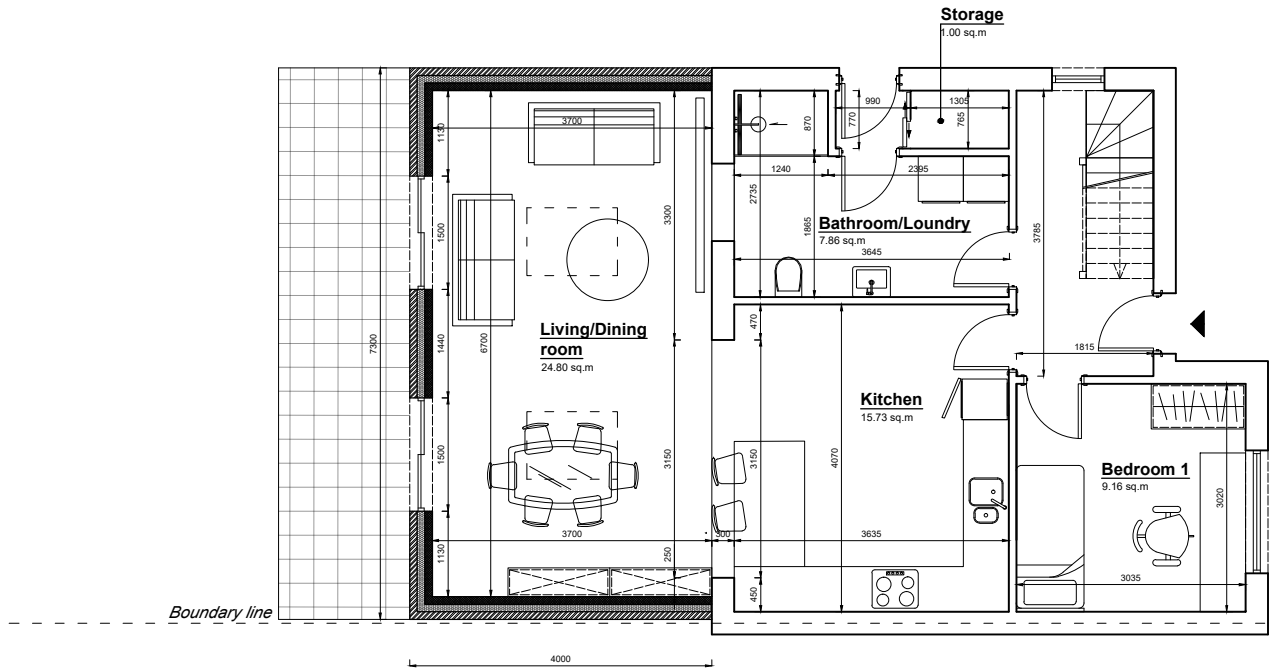 Storage
1.00 sq.m
3700
1130
990
1305
770
765
870
1240
2395
2735
1865
3300
1500
3785
Bathroom/Loundry
7.86 sq.m
3645
7300
1440
6700
Living/Dining
room
24.80 sq.m
470
1815
Kitchen
15.73 sq.m
1500
3150
3150
4070
Bedroom 1
9.16 sq.m
3020
3700
300
3635
1130
250
450
3035
Boundary line
4000